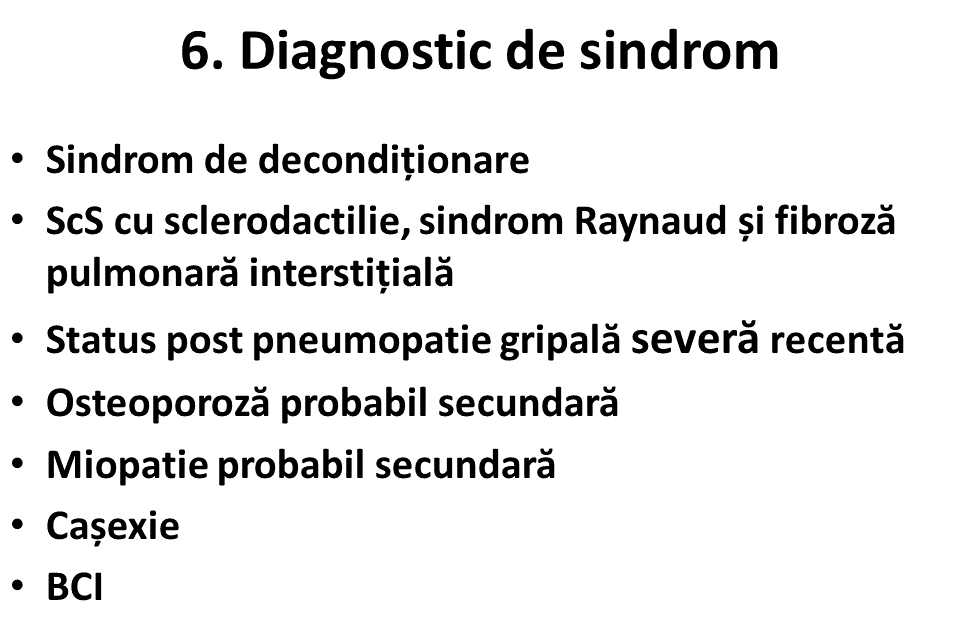 6. Diagnostic de sindrom
• Sindrom de decondiționare
• ScS cu sclerodactilie, sindrom Raynaud și fibroză
pulmonară interstițială
• Status post pneumopatie gripală severă recentă
• Osteoporoză probabil secundară
• Miopatie probabil secundară
• Cașexie
• BCI